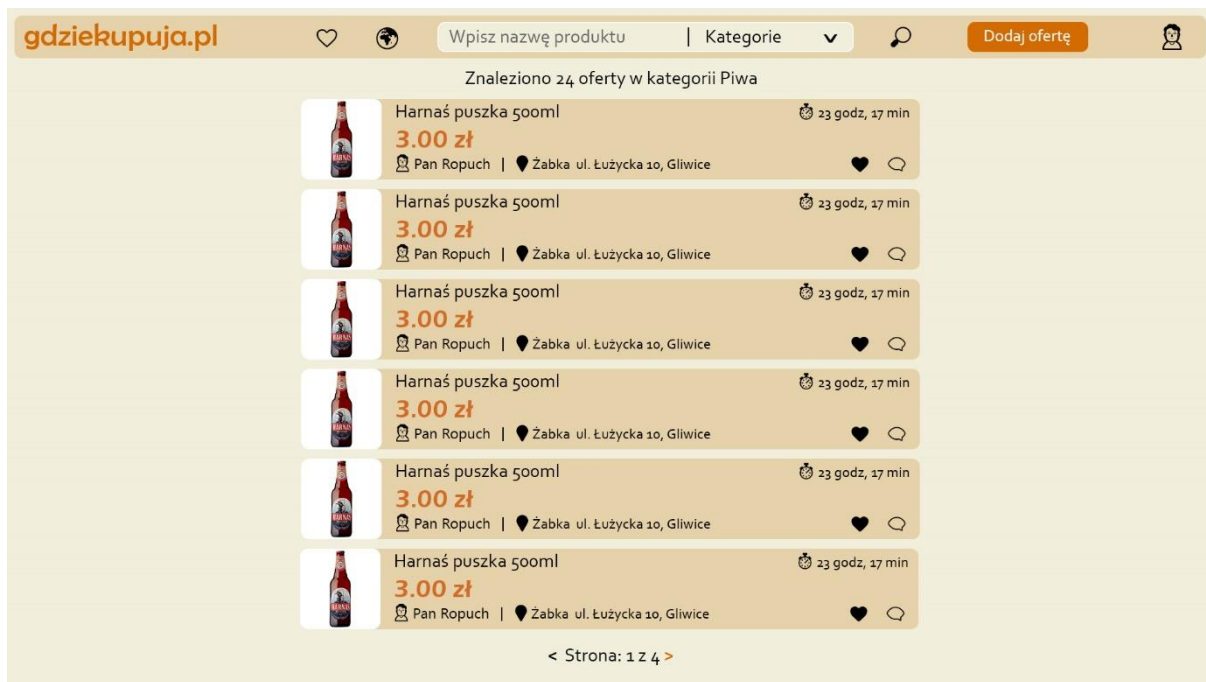 gdziekupuja.pl Wpisz nazwę produktu | Kategorie Dodaj ofertę
Znaleziono 24 oferty w kategorii Piwa
Harnaś puszka 500ml 23 godz, 17 min
3.00 zł
Pan Ropuch | Żabka ul. Łużycka 10, Gliwice
Harnaś puszka 500ml 23 godz, 17 min
3.00 zł
Pan Ropuch | Żabka ul. Łużycka 10, Gliwice
Harnaś puszka 500ml 23 godz, 17 min
3.00 zł
Pan Ropuch | Żabka ul. Łużycka 10, Gliwice
Harnaś puszka 500ml 23 godz, 17 min
3.00 zł
Pan Ropuch | Żabka ul. Łużycka 10, Gliwice
Harnaś puszka 500ml 23 godz, 17 min
3.00 zł
Pan Ropuch | Żabka ul. Łużycka 10, Gliwice
Harnaś puszka 500ml 23 godz, 17 min
3.00 zł
Pan Ropuch | Żabka ul. Łużycka 10, Gliwice
< Strona: 1 z 4 >